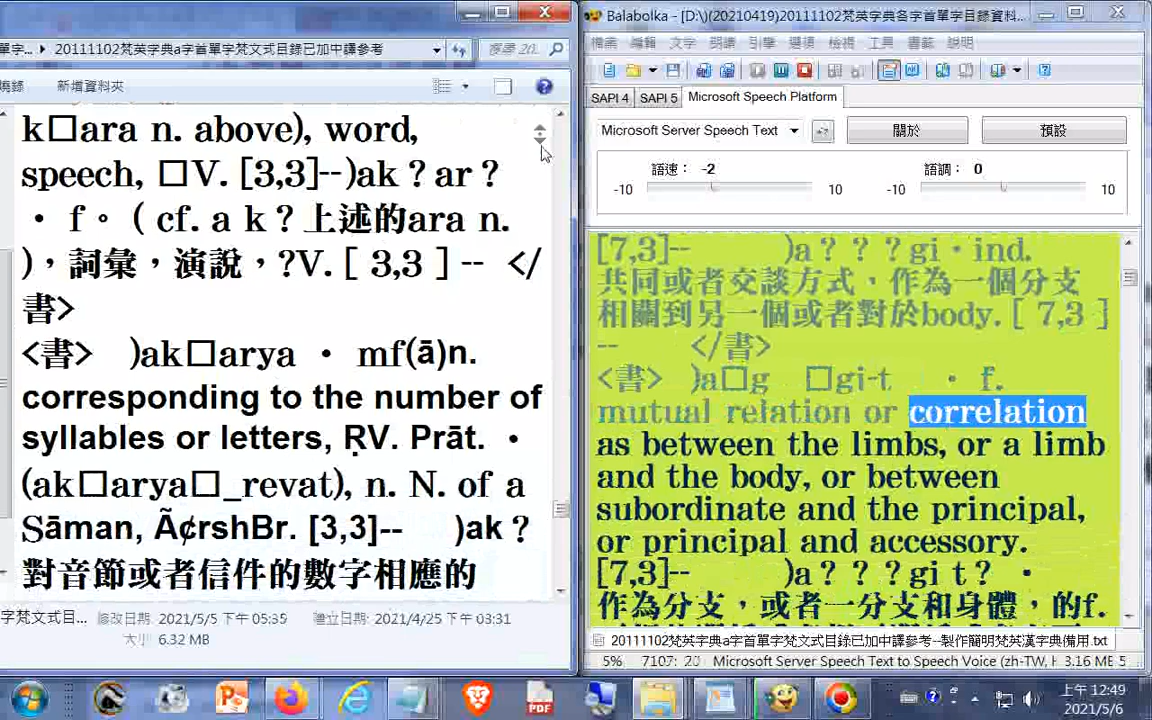 單字... ▸ 20111102梵英字典a字首單字梵文式目錄已加中譯參考
搜尋 20...
燒錄 新增資料夾
k□ara n. above), word,
speech, □V. [3,3]--)ak？ar？
• f。（ cf. a k？上述的ara n.
)，詞彙，演說，?V. [ 3,3 ] -- </
書>
<書> )ak□arya • mf(ā)n.
corresponding to the number of
syllables or letters, ṚV. Prāt. •
(ak□arya□_revat), n. N. of a
Sāman, Ã¢rshBr. [3,3]-- )ak？
對音節或者信件的數字相應的
字梵文式目... 修改日期: 2021/5/5 下午 05:35 建立日期: 2021/4/25 下午 03:31
大小: 6.32 MB
Balabolka - [D:\)(20210419)20111102梵英字典各字首單字目錄資料...
檔案 編輯 文字 朗讀 引擎 選項 檢視 工具 書籤 說明
SAPI 4 SAPI 5 Microsoft Speech Platform
Microsoft Server Speech Text 關於 預設
語速： -2 語調： 0
-10 10 -10 10
[7,3]-- )a？？？gi • ind.
共同或者交談方式，作為一個分支
相關到另一個或者對於body. [ 7,3 ]
-- </書>
<書> )a□g □gi-t • f.
mutual relation or correlation
as between the limbs, or a limb
and the body, or between
subordinate and the principal,
or principal and accessory.
[7,3]-- )a？？？gi t？ •
作為分支，或者一分支和身體，的f.
20111102梵英字典a字首單字梵文式目錄已加中譯參考--製作簡明梵英漢字典備用.txt
5% 7107: 20 Microsoft Server Speech Text to Speech Voice (zh-TW, H 3.16 MB 5
PDF
上午 12:49
2021/5/6